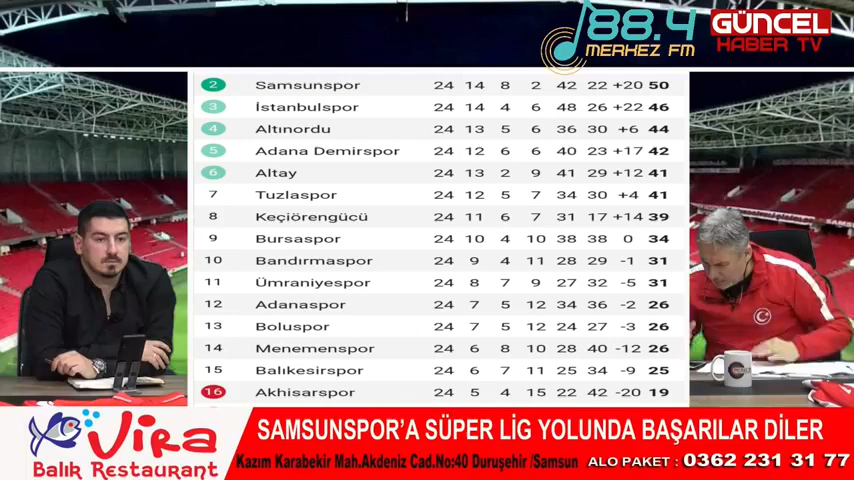 88.4
MERKEZ FM
GÜNCEL
HABER TV
2 Samsunspor 24 14 8 2 42 22 +20 50
3 İstanbulspor 24 14 4 6 48 26 +22 46
4 Altınordu 24 13 5 6 36 30 +6 44
5 Adana Demirspor 24 12 6 6 40 23 +17 42
6 Altay 24 13 2 9 41 29 +12 41
7 Tuzlaspor 24 12 5 7 34 30 +4 41
8 Keçiörengücü 24 11 6 7 31 17 +14 39
9 Bursaspor 24 10 4 10 38 38 0 34
10 Bandırmaspor 24 9 4 11 28 29 -1 31
11 Ümraniyespor 24 8 7 9 27 32 -5 31
12 Adanaspor 24 7 5 12 34 36 -2 26
13 Boluspor 24 7 5 12 24 27 -3 26
14 Menemenspor 24 6 8 10 28 40 -12 26
15 Balıkesirspor 24 6 7 11 25 34 -9 25
16 Akhisarspor 24 5 4 15 22 42 -20 19
Vira
Balık Restaurant
SAMSUNSPOR'A SÜPER LİG YOLUNDA BAŞARILAR DİLER
Kazım Karabekir Mah.Akdeniz Cad.No:40 Duruşehir /Samsun ALO PAKET : 0362 231 31 77